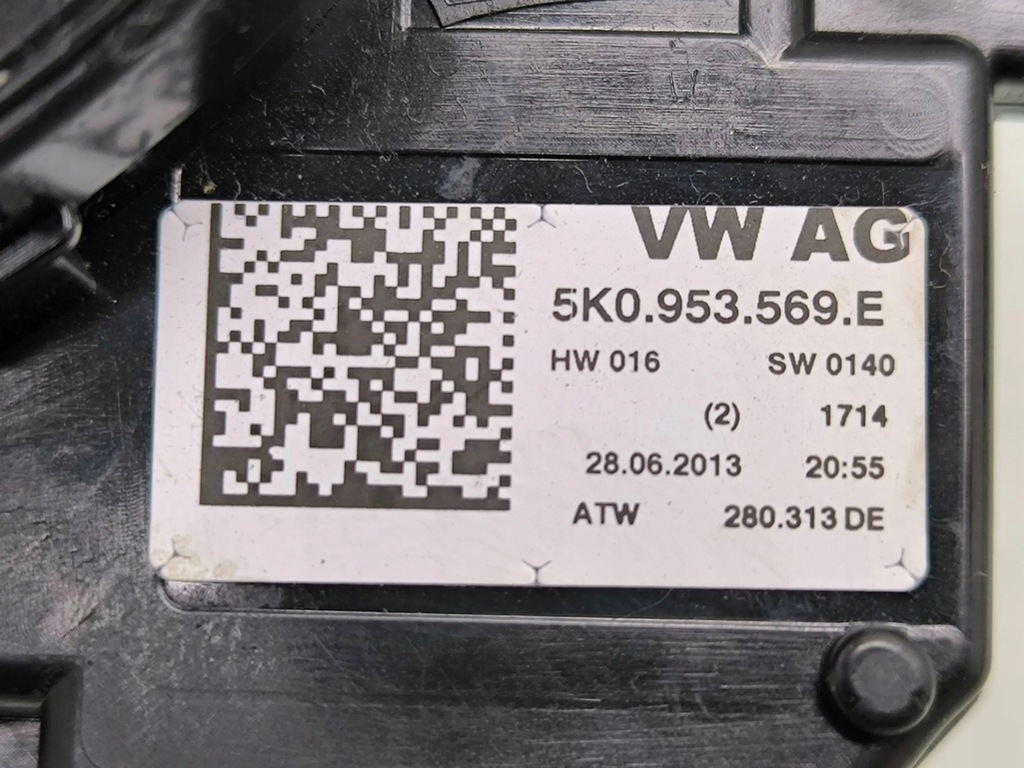 VW AG
5K0.953.569.E
HW 016 SW 0140
(2) 1714
28.06.2013 20:55
ATW 280.313 DE